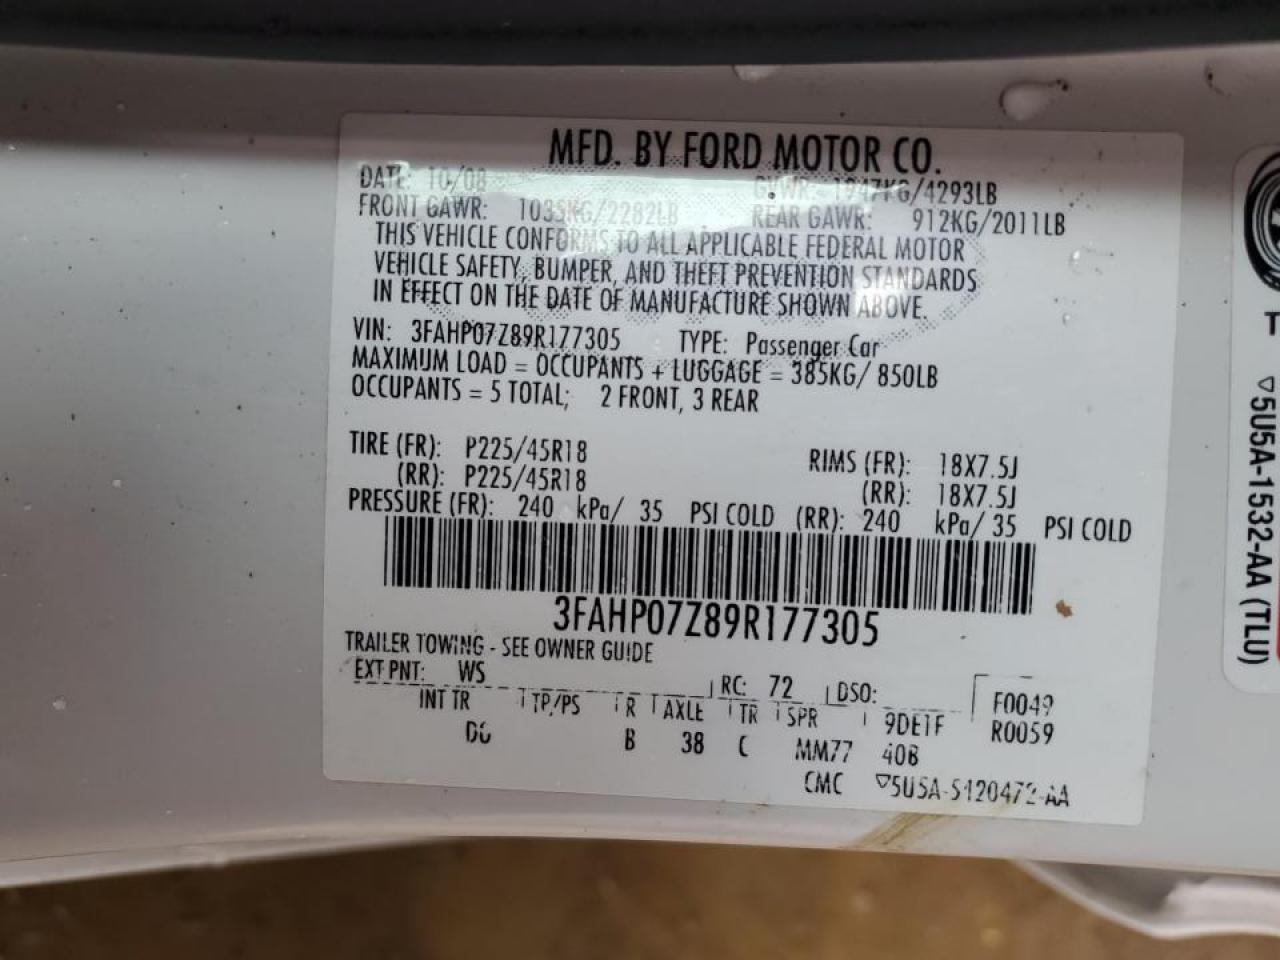 MFD. BY FORD MOTOR CO.
DATE: 10/08 GVWR: 1947KG/4293LB
FRONT GAWR: 1035KG/2282LB REAR GAWR: 912KG/2011LB
THIS VEHICLE CONFORMS TO ALL APPLICABLE FEDERAL MOTOR
VEHICLE SAFETY, BUMPER, AND THEFT PREVENTION STANDARDS
IN EFFECT ON THE DATE OF MANUFACTURE SHOWN ABOVE.
VIN: 3FAHP07Z89R177305 TYPE: Passenger Car
MAXIMUM LOAD = OCCUPANTS + LUGGAGE = 385KG/ 850LB
OCCUPANTS = 5 TOTAL; 2 FRONT, 3 REAR
TIRE (FR): P225/45R18 RIMS (FR): 18X7.5J
(RR): P225/45R18 (RR): 18X7.5J
PRESSURE (FR): 240 kPa/ 35 PSI COLD (RR): 240 kPa/ 35 PSI COLD
3FAHP07Z89R177305
TRAILER TOWING - SEE OWNER GUIDE
EXT PNT: WS RC: 72 DSO: F0049
INT TR TP/PS R AXLE TR SPR 9DE1F R0059
B 38 C MM77 40B
CMC ▽5U5A-5420472-AA
T
▽5U5A-1532-AA (TLU)